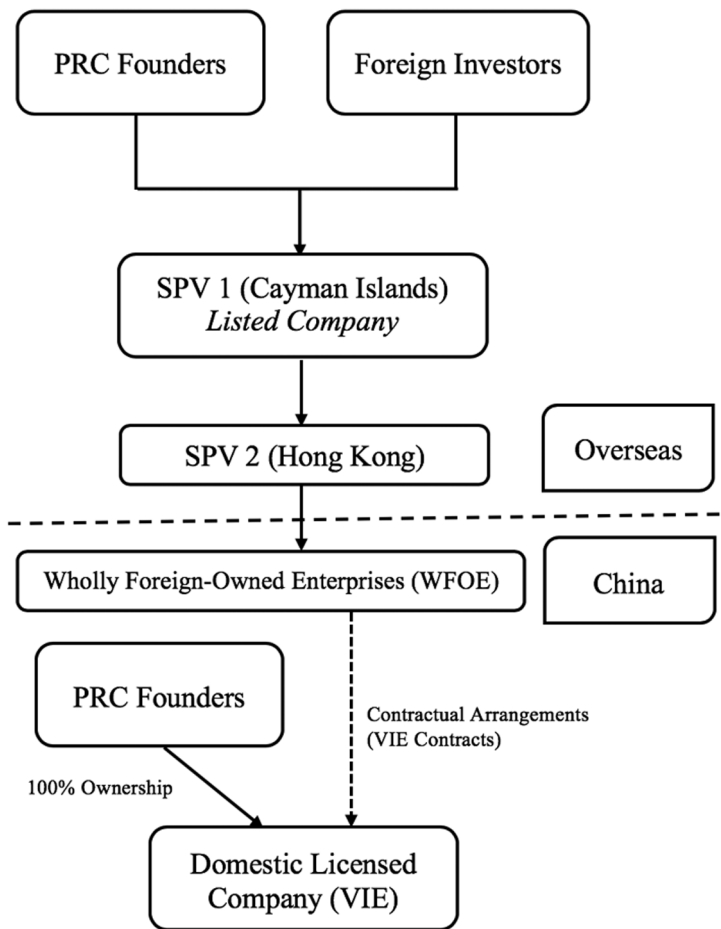 PRC Founders
Foreign Investors
SPV 1 (Cayman Islands)
Listed Company
SPV 2 (Hong Kong)
Overseas
Wholly Foreign-Owned Enterprises (WFOE)
China
PRC Founders
Contractual Arrangements
(VIE Contracts)
100% Ownership
Domestic Licensed
Company (VIE)